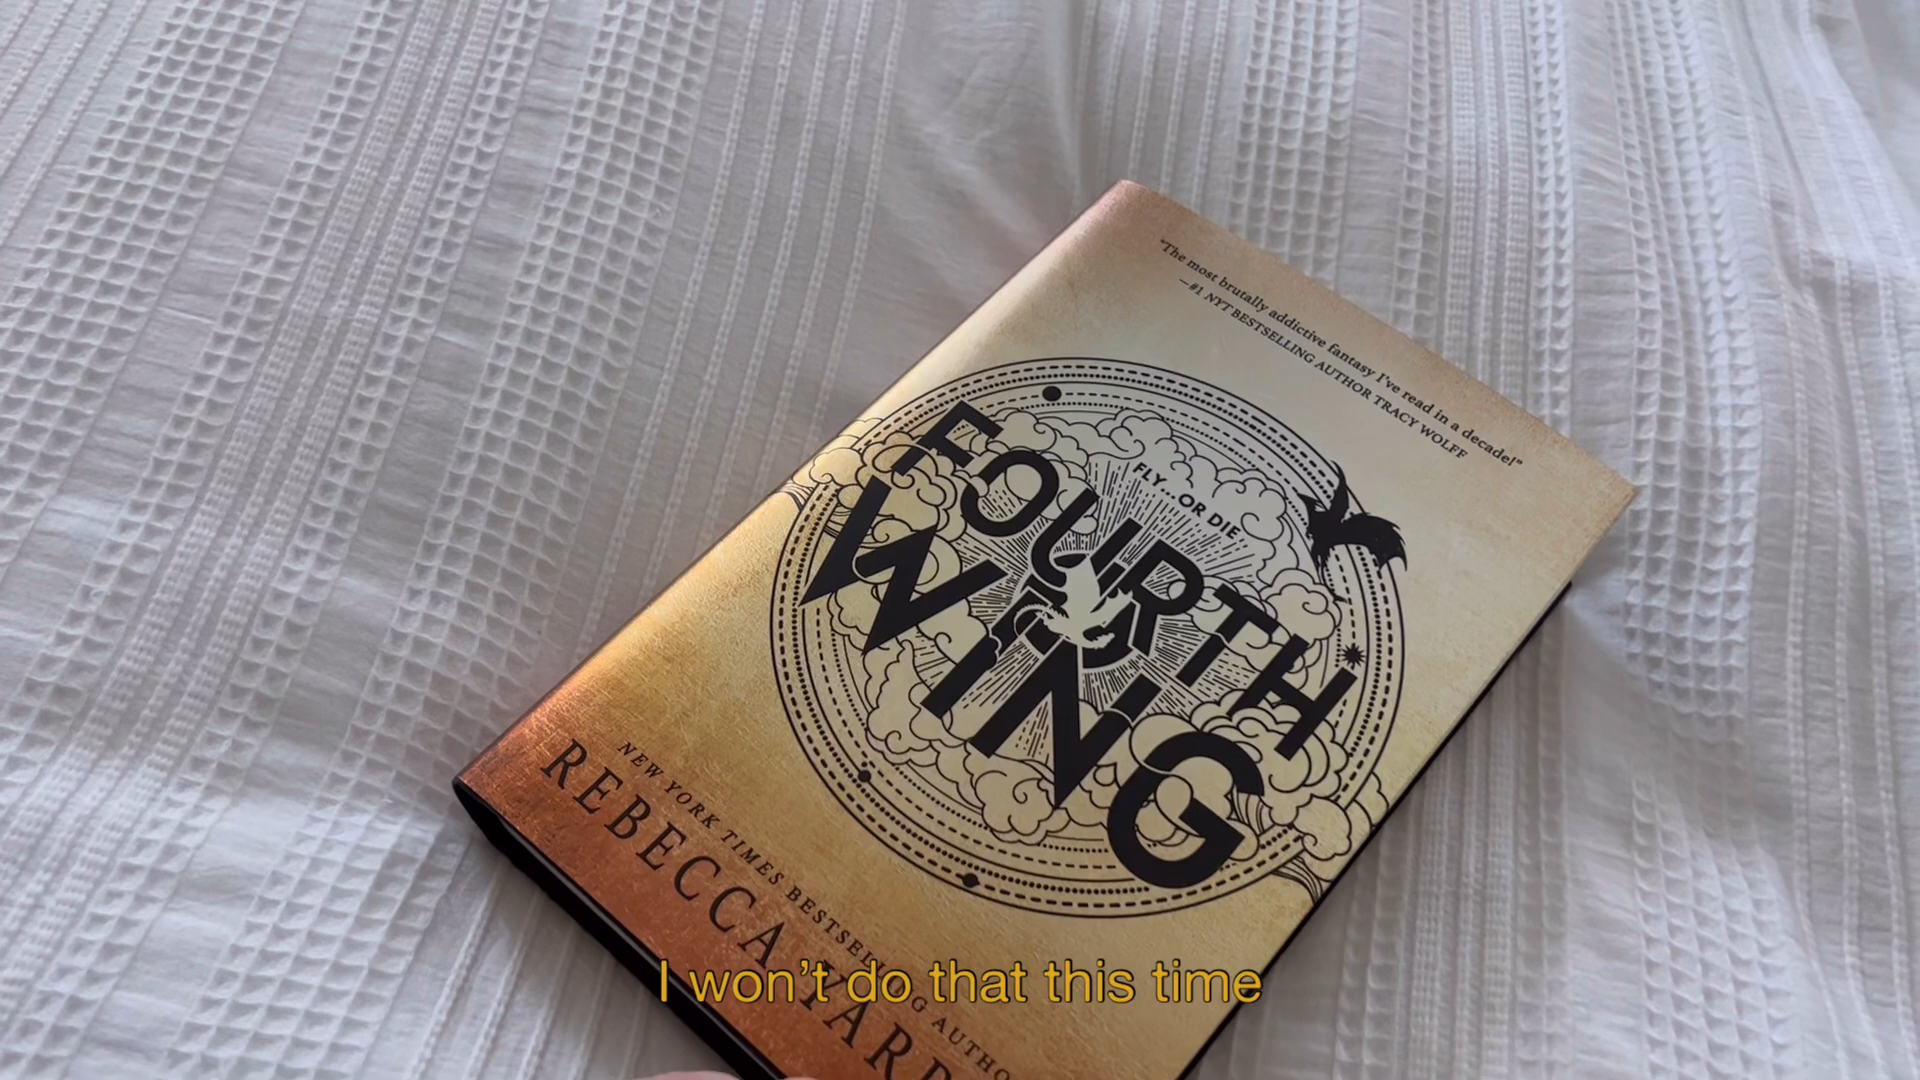 "The most brutally addictive fantasy I've read in a decade!"
—#1 NYT BESTSELLING AUTHOR TRACY WOLFF
FLY...OR DIE
FOURTH
WING
NEW YORK TIMES BESTSELLING
REBECCA
I won't do that this time